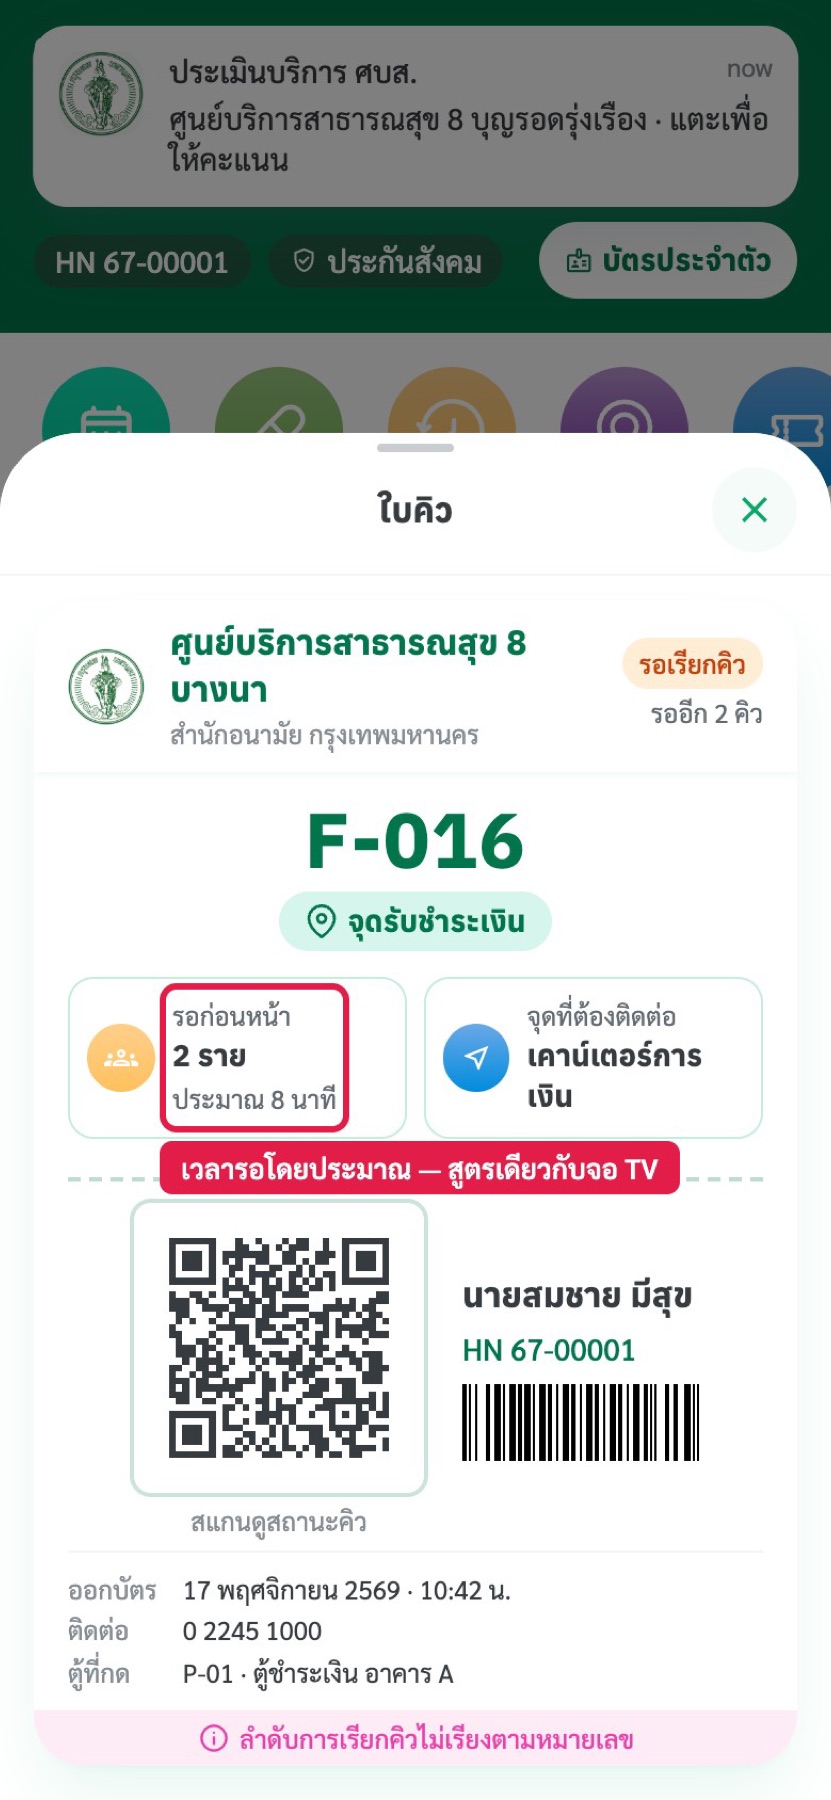 ประเมินบริการ ศบส.
now
ศูนย์บริการสาธารณสุข 8 บุญรอดรุ่งเรือง · แตะเพื่อ
ให้คะแนน
HN 67-00001
ประกันสังคม
บัตรประจำตัว
ใบคิว
ศูนย์บริการสาธารณสุข 8
บางนา
สำนักอนามัย กรุงเทพมหานคร
รอเรียกคิว
รออีก 2 คิว
F-016
จุดรับชำระเงิน
รอก่อนหน้า
2 ราย
ประมาณ 8 นาที
จุดที่ต้องติดต่อ
เคาน์เตอร์การ
เงิน
เวลารอโดยประมาณ — สูตรเดียวกับจอ TV
นายสมชาย มีสุข
HN 67-00001
สแกนดูสถานะคิว
ออกบัตร 17 พฤศจิกายน 2569 · 10:42 น.
ติดต่อ 0 2245 1000
ตู้ที่กด P-01 · ตู้ชำระเงิน อาคาร A
ลำดับการเรียกคิวไม่เรียงตามหมายเลข